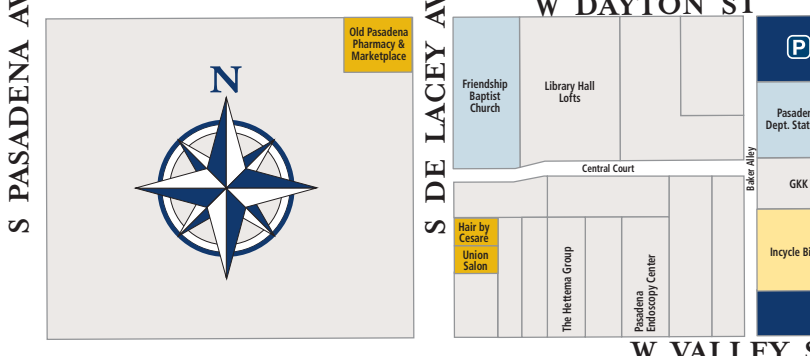 W DAYTON ST
S PASADENA AV
S DE LACEY AV
Old Pasadena
Pharmacy &
Marketplace
N
P
Friendship
Baptist
Church
Library Hall
Lofts
Pasaden
Dept. Stat
Central Court
Baker Alley
GKK
Hair by
Cesare
Union
Salon
The Hettema Group
Pasadena
Endoscopy Center
Incycle Bi
W VALLEY S